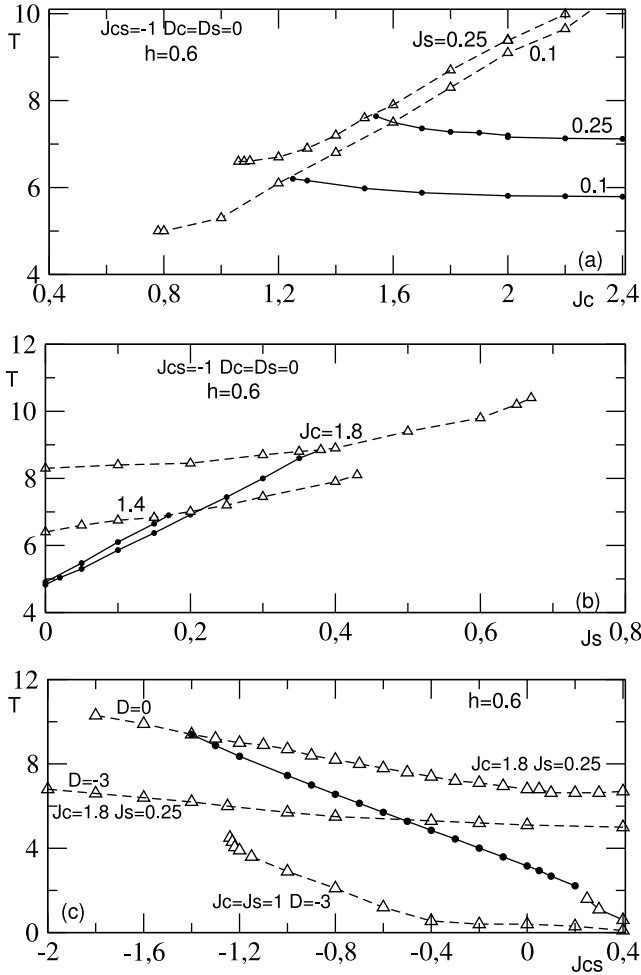 10
Jcs=-1 Dc=Ds=0
h=0.6
Js=0.25
0.1
T
8
0.25
6
0.1
4
(a)
0,4 0,8 1,2 1,6 2 2,4
Jc
12
T
Jcs=-1 Dc=Ds=0
h=0.6
10
Jc=1.8
8
1.4
6
4
(b)
0 0,2 0,4 0,6 0,8
Js
12
T
D=0
h=0.6
8
Jc=1.8 Js=0.25
D=-3
Jc=1.8 Js=0.25
4
Jc=Js=1 D=-3
(c)
0
-2 -1,6 -1,2 -0,8 -0,4 0 0,4
Jcs